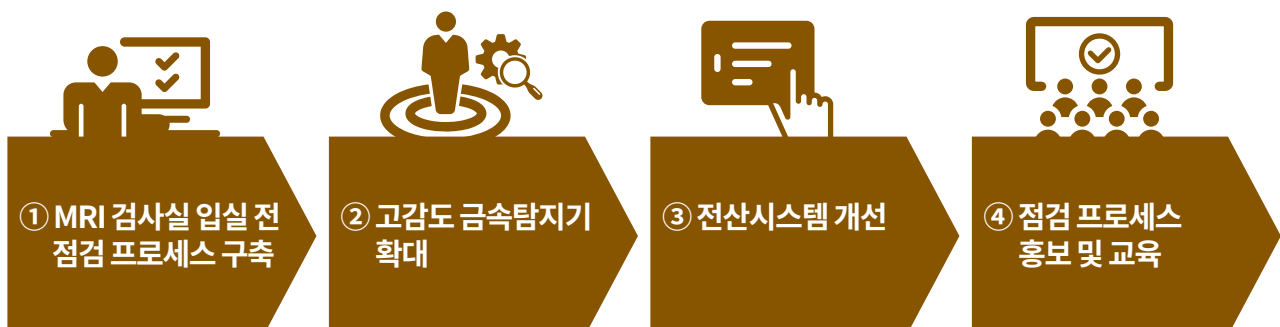 ① MRI 검사실 입실 전
점검 프로세스 구축
② 고감도 금속탐지기
확대
③ 전산시스템 개선
④ 점검 프로세스
홍보 및 교육